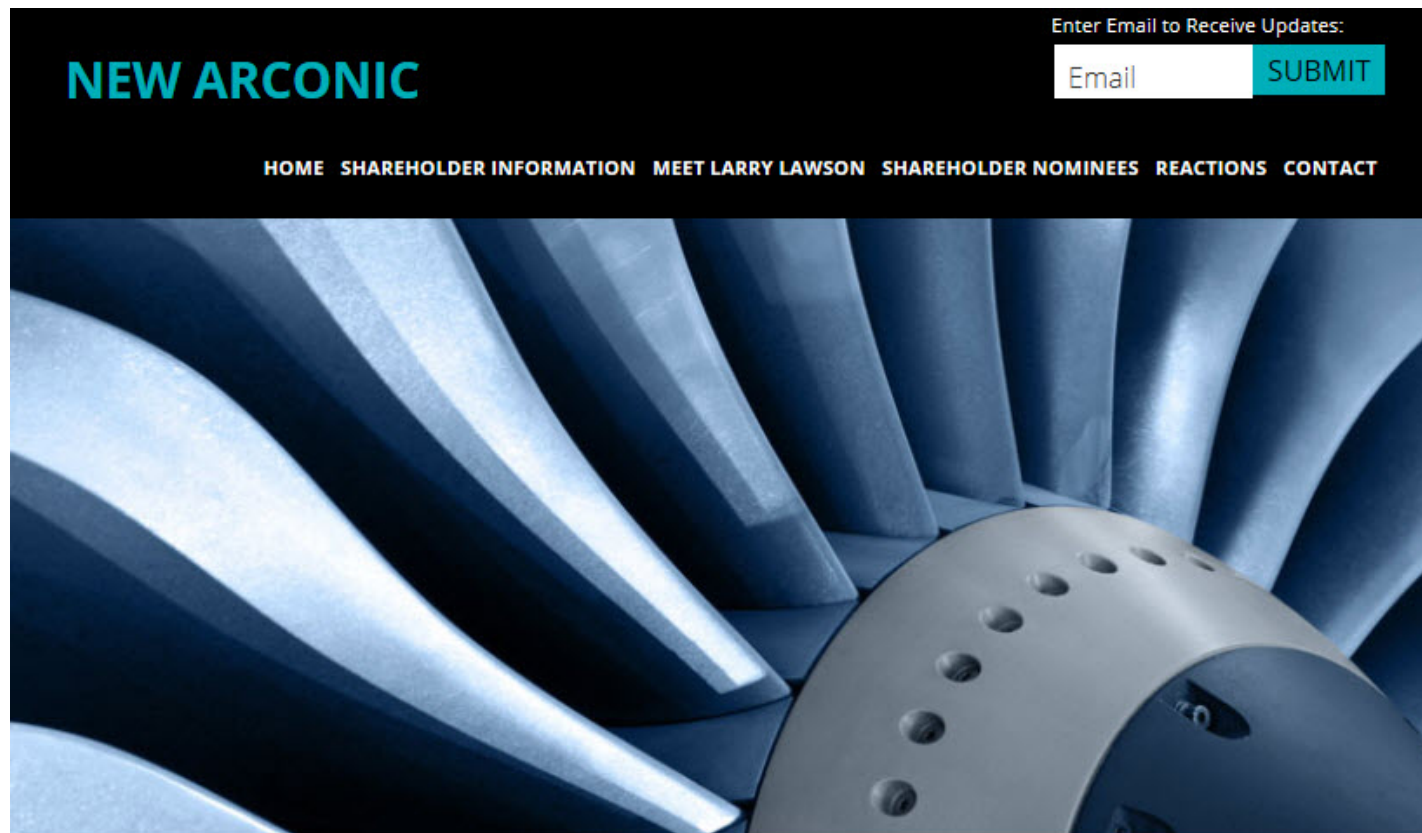 Enter Email to Receive Updates:
NEW ARCONIC
Email
SUBMIT
HOME SHAREHOLDER INFORMATION MEET LARRY LAWSON SHAREHOLDER NOMINEES REACTIONS CONTACT